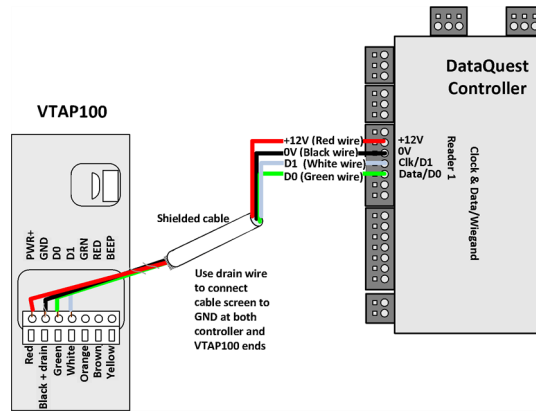 DataQuest
Controller
VTAP100
+12V (Red wire)
0V (Black wire)
D1 (White wire)
D0 (Green wire)
+12V
0V
Clk/D1
Data/D0
Reader 1
Clock & Data/Wiegand
Shielded cable
Use drain wire
to connect
cable screen to
GND at both
controller and
VTAP100 ends
PWR+
GND
D0
D1
GRN
RED
BEEP
Red
Black + drain
Green
White
Orange
Brown
Yellow